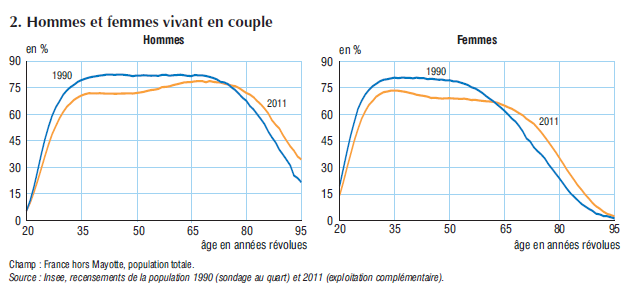 2. Hommes et femmes vivant en couple
Hommes
en %
90
75
60
45
30
15
0
1990
2011
20 35 50 65 80 95
âge en années révolues
Femmes
en %
90
75
60
45
30
15
0
1990
2011
20 35 50 65 80 95
âge en années révolues
Champ : France hors Mayotte, population totale.
Source : Insee, recensements de la population 1990 (sondage au quart) et 2011 (exploitation complémentaire).